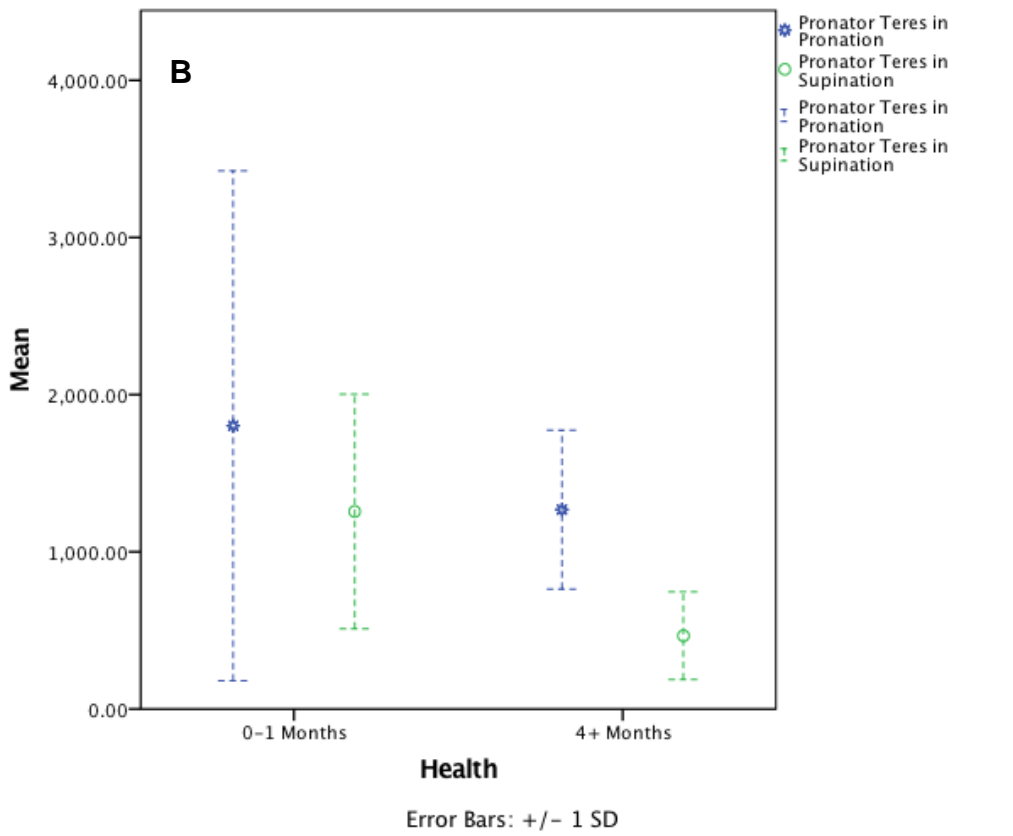 B
4,000.00
3,000.00
2,000.00
1,000.00
0.00
Mean
0-1 Months
4+ Months
Health
Error Bars: +/- 1 SD
Pronator Teres in
Pronation
Pronator Teres in
Supination
Pronator Teres in
Pronation
Pronator Teres in
Supination